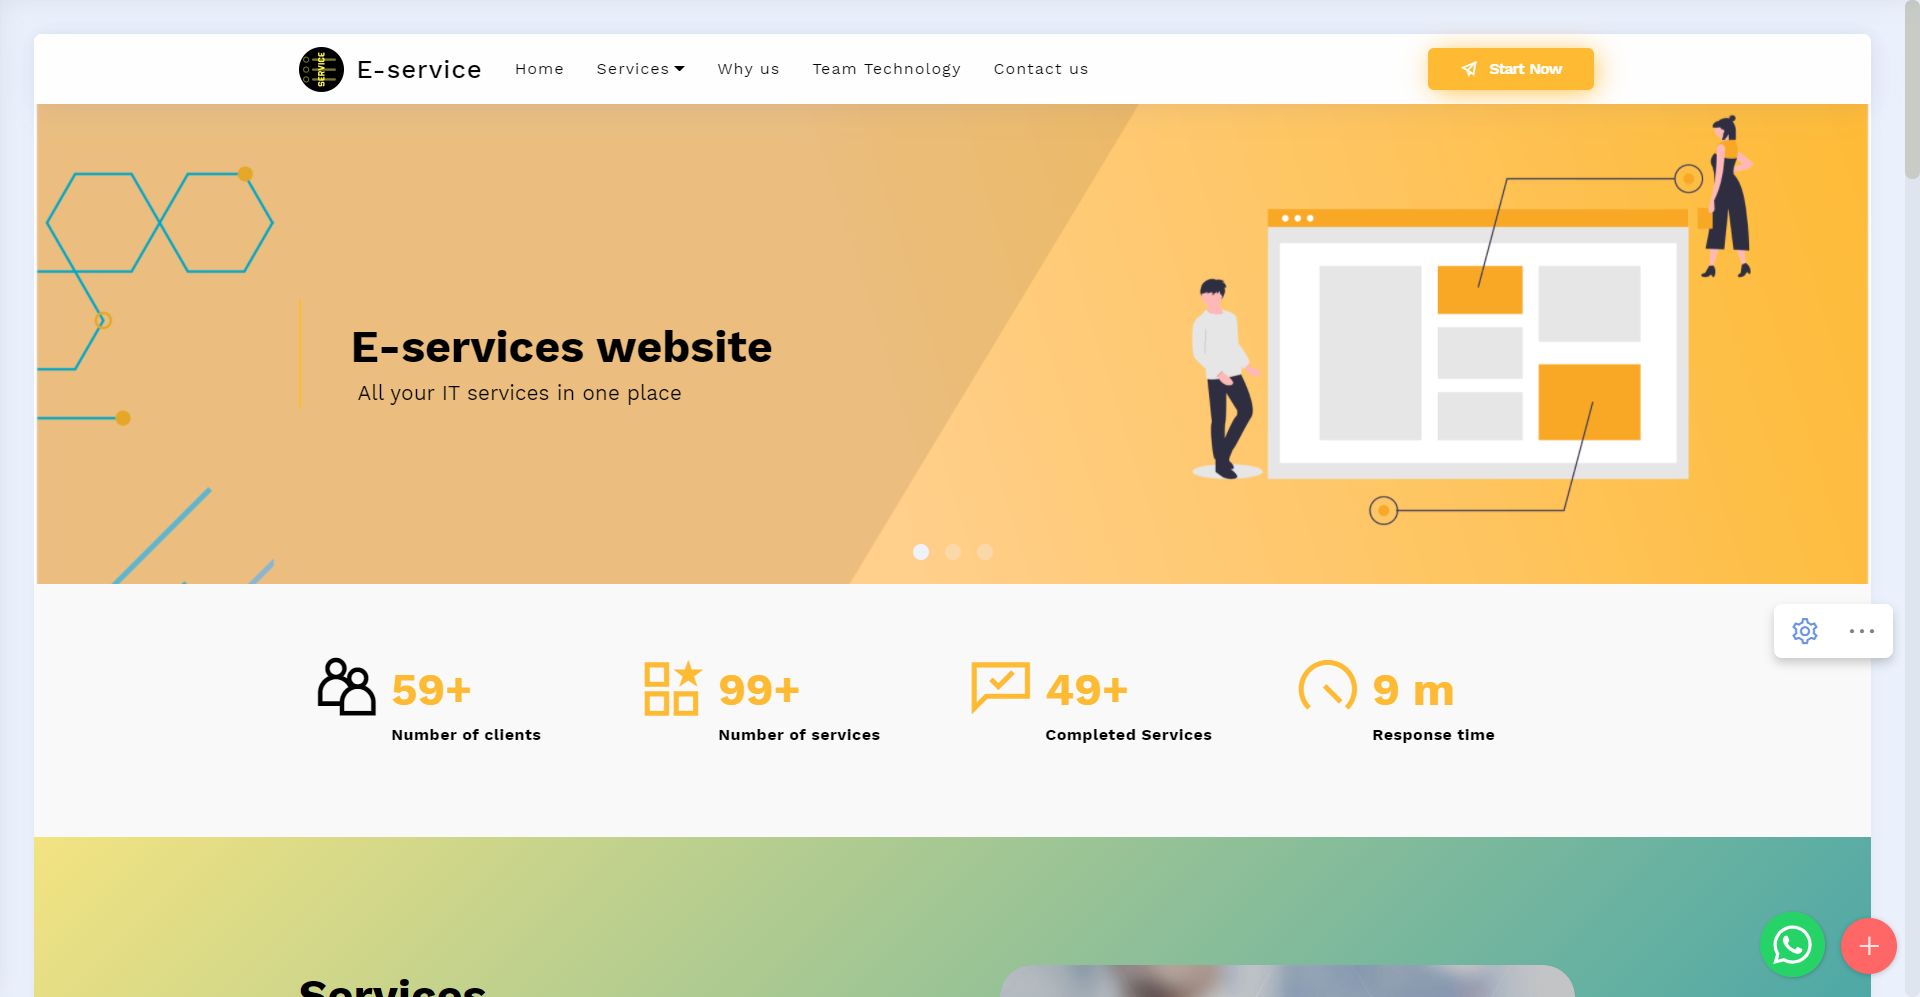 SERVICE
E-service
Home
Services
Why us
Team Technology
Contact us
Start Now
E-services website
All your IT services in one place
59+
Number of clients
99+
Number of services
49+
Completed Services
9 m
Response time
Services